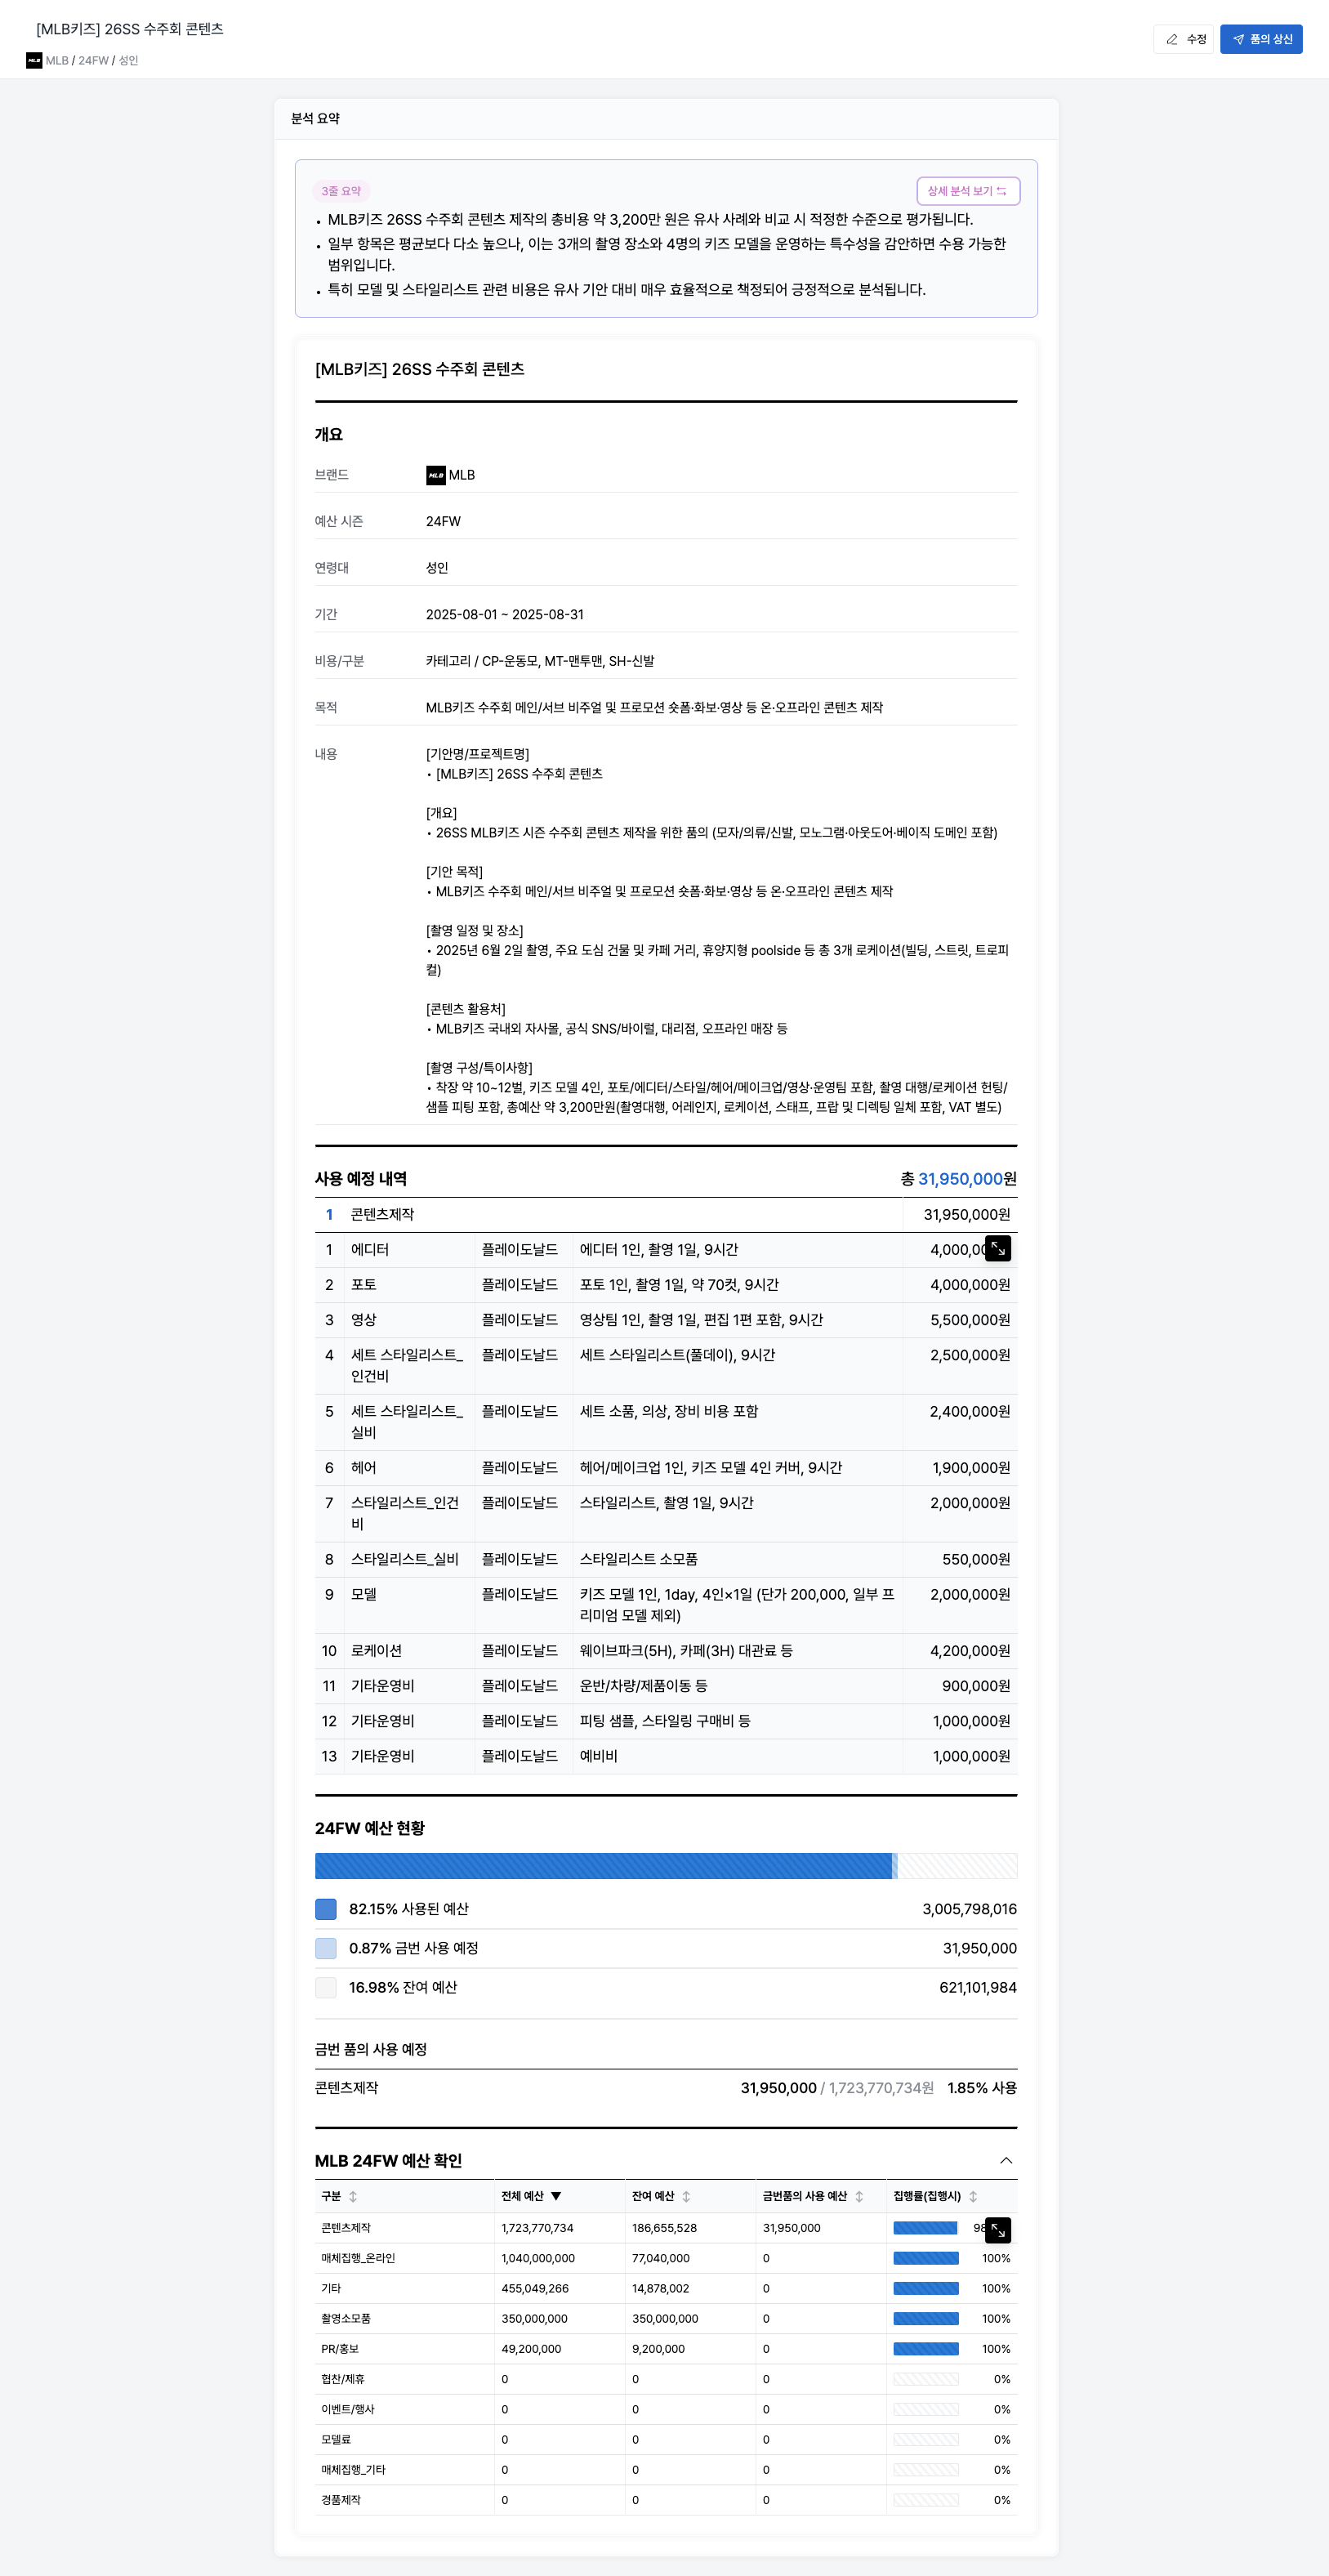 [MLB키즈] 26SS 수주회 콘텐츠
MLB MLB / 24FW / 성인
수정
품의 상신
분석 요약
3줄 요약
상세 분석 보기
• MLB키즈 26SS 수주회 콘텐츠 제작의 총비용 약 3,200만 원은 유사 사례와 비교 시 적정한 수준으로 평가됩니다.
• 일부 항목은 평균보다 다소 높으나, 이는 3개의 촬영 장소와 4명의 키즈 모델을 운영하는 특수성을 감안하면 수용 가능한
범위입니다.
• 특히 모델 및 스타일리스트 관련 비용은 유사 기안 대비 매우 효율적으로 책정되어 긍정적으로 분석됩니다.
[MLB키즈] 26SS 수주회 콘텐츠
개요
브랜드 MLB MLB
예산 시즌 24FW
연령대 성인
기간 2025-08-01 ~ 2025-08-31
비용/구분 카테고리 / CP-운동모, MT-맨투맨, SH-신발
목적 MLB키즈 수주회 메인/서브 비주얼 및 프로모션 숏폼·화보·영상 등 온·오프라인 콘텐츠 제작
내용 [기안명/프로젝트명]
• [MLB키즈] 26SS 수주회 콘텐츠
[개요]
• 26SS MLB키즈 시즌 수주회 콘텐츠 제작을 위한 품의 (모자/의류/신발, 모노그램·아웃도어·베이직 도메인 포함)
[기안 목적]
• MLB키즈 수주회 메인/서브 비주얼 및 프로모션 숏폼·화보·영상 등 온·오프라인 콘텐츠 제작
[촬영 일정 및 장소]
• 2025년 6월 2일 촬영, 주요 도심 건물 및 카페 거리, 휴양지형 poolside 등 총 3개 로케이션(빌딩, 스트릿, 트로피
컬)
[콘텐츠 활용처]
• MLB키즈 국내외 자사몰, 공식 SNS/바이럴, 대리점, 오프라인 매장 등
[촬영 구성/특이사항]
• 착장 약 10~12벌, 키즈 모델 4인, 포토/에디터/스타일/헤어/메이크업/영상·운영팀 포함, 촬영 대행/로케이션 헌팅/
샘플 피팅 포함, 총예산 약 3,200만원(촬영대행, 어레인지, 로케이션, 스태프, 프랍 및 디렉팅 일체 포함, VAT 별도)
사용 예정 내역 총 31,950,000원
1 콘텐츠제작 31,950,000원
1 에디터 플레이도날드 에디터 1인, 촬영 1일, 9시간 4,000,00
2 포토 플레이도날드 포토 1인, 촬영 1일, 약 70컷, 9시간 4,000,000원
3 영상 플레이도날드 영상팀 1인, 촬영 1일, 편집 1편 포함, 9시간 5,500,000원
4 세트 스타일리스트_ 플레이도날드 세트 스타일리스트(풀데이), 9시간 2,500,000원
인건비
5 세트 스타일리스트_ 플레이도날드 세트 소품, 의상, 장비 비용 포함 2,400,000원
실비
6 헤어 플레이도날드 헤어/메이크업 1인, 키즈 모델 4인 커버, 9시간 1,900,000원
7 스타일리스트_인건 플레이도날드 스타일리스트, 촬영 1일, 9시간 2,000,000원
비
8 스타일리스트_실비 플레이도날드 스타일리스트 소모품 550,000원
9 모델 플레이도날드 키즈 모델 1인, 1day, 4인×1일 (단가 200,000, 일부 프 2,000,000원
리미엄 모델 제외)
10 로케이션 플레이도날드 웨이브파크(5H), 카페(3H) 대관료 등 4,200,000원
11 기타운영비 플레이도날드 운반/차량/제품이동 등 900,000원
12 기타운영비 플레이도날드 피팅 샘플, 스타일링 구매비 등 1,000,000원
13 기타운영비 플레이도날드 예비비 1,000,000원
24FW 예산 현황
82.15% 사용된 예산 3,005,798,016
0.87% 금번 사용 예정 31,950,000
16.98% 잔여 예산 621,101,984
금번 품의 사용 예정
콘텐츠제작 31,950,000 / 1,723,770,734원 1.85% 사용
MLB 24FW 예산 확인
구분 전체 예산 ▼ 잔여 예산 금번품의 사용 예산 집행률(집행시)
콘텐츠제작 1,723,770,734 186,655,528 31,950,000 98
매체집행_온라인 1,040,000,000 77,040,000 0 100%
기타 455,049,266 14,878,002 0 100%
촬영소모품 350,000,000 350,000,000 0 100%
PR/홍보 49,200,000 9,200,000 0 100%
협찬/제휴 0 0 0 0%
이벤트/행사 0 0 0 0%
모델료 0 0 0 0%
매체집행_기타 0 0 0 0%
경품제작 0 0 0 0%